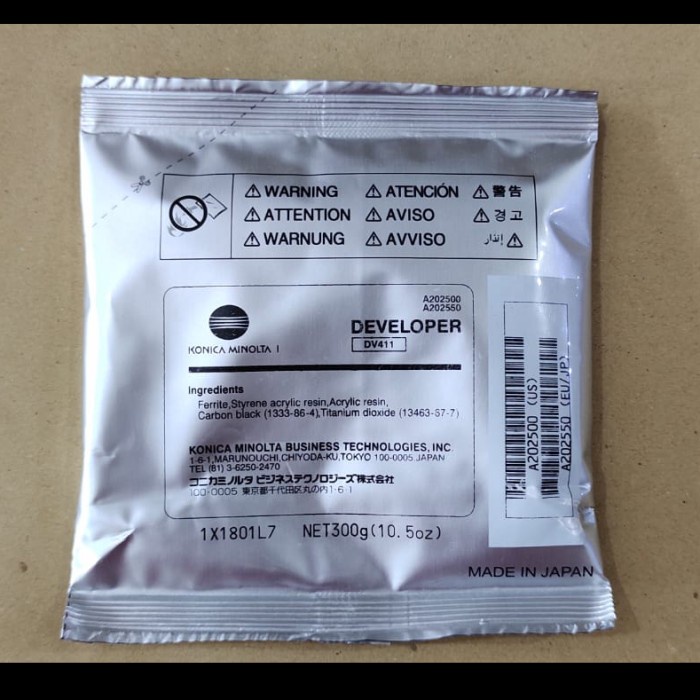 ⚠ WARNING ⚠ ATENCIÓN ⚠ 警告
⚠ ATTENTION ⚠ AVISO ⚠ 경고
⚠ WARNUNG ⚠ AVVISO ⚠ إنذار
A202500
A202550
DEVELOPER
DV411
KONICA MINOLTA
Ingredients
Ferrite,Styrene acrylic resin,Acrylic resin,
Carbon black (1333-86-4),Titanium dioxide (13463-67-7)
KONICA MINOLTA BUSINESS TECHNOLOGIES, INC.
1-6-1,MARUNOUCHI,CHIYODA-KU,TOKYO 100-0005 JAPAN
TEL (81) 3-6250-2470
コニカミノルタ ビジネステクノロジーズ株式会社
100-0005 東京都千代田区丸の内1-6-1
1X1801L7 NET300g(10.5oz)
A202500 (US)
A202550 (EU/JP)
MADE IN JAPAN